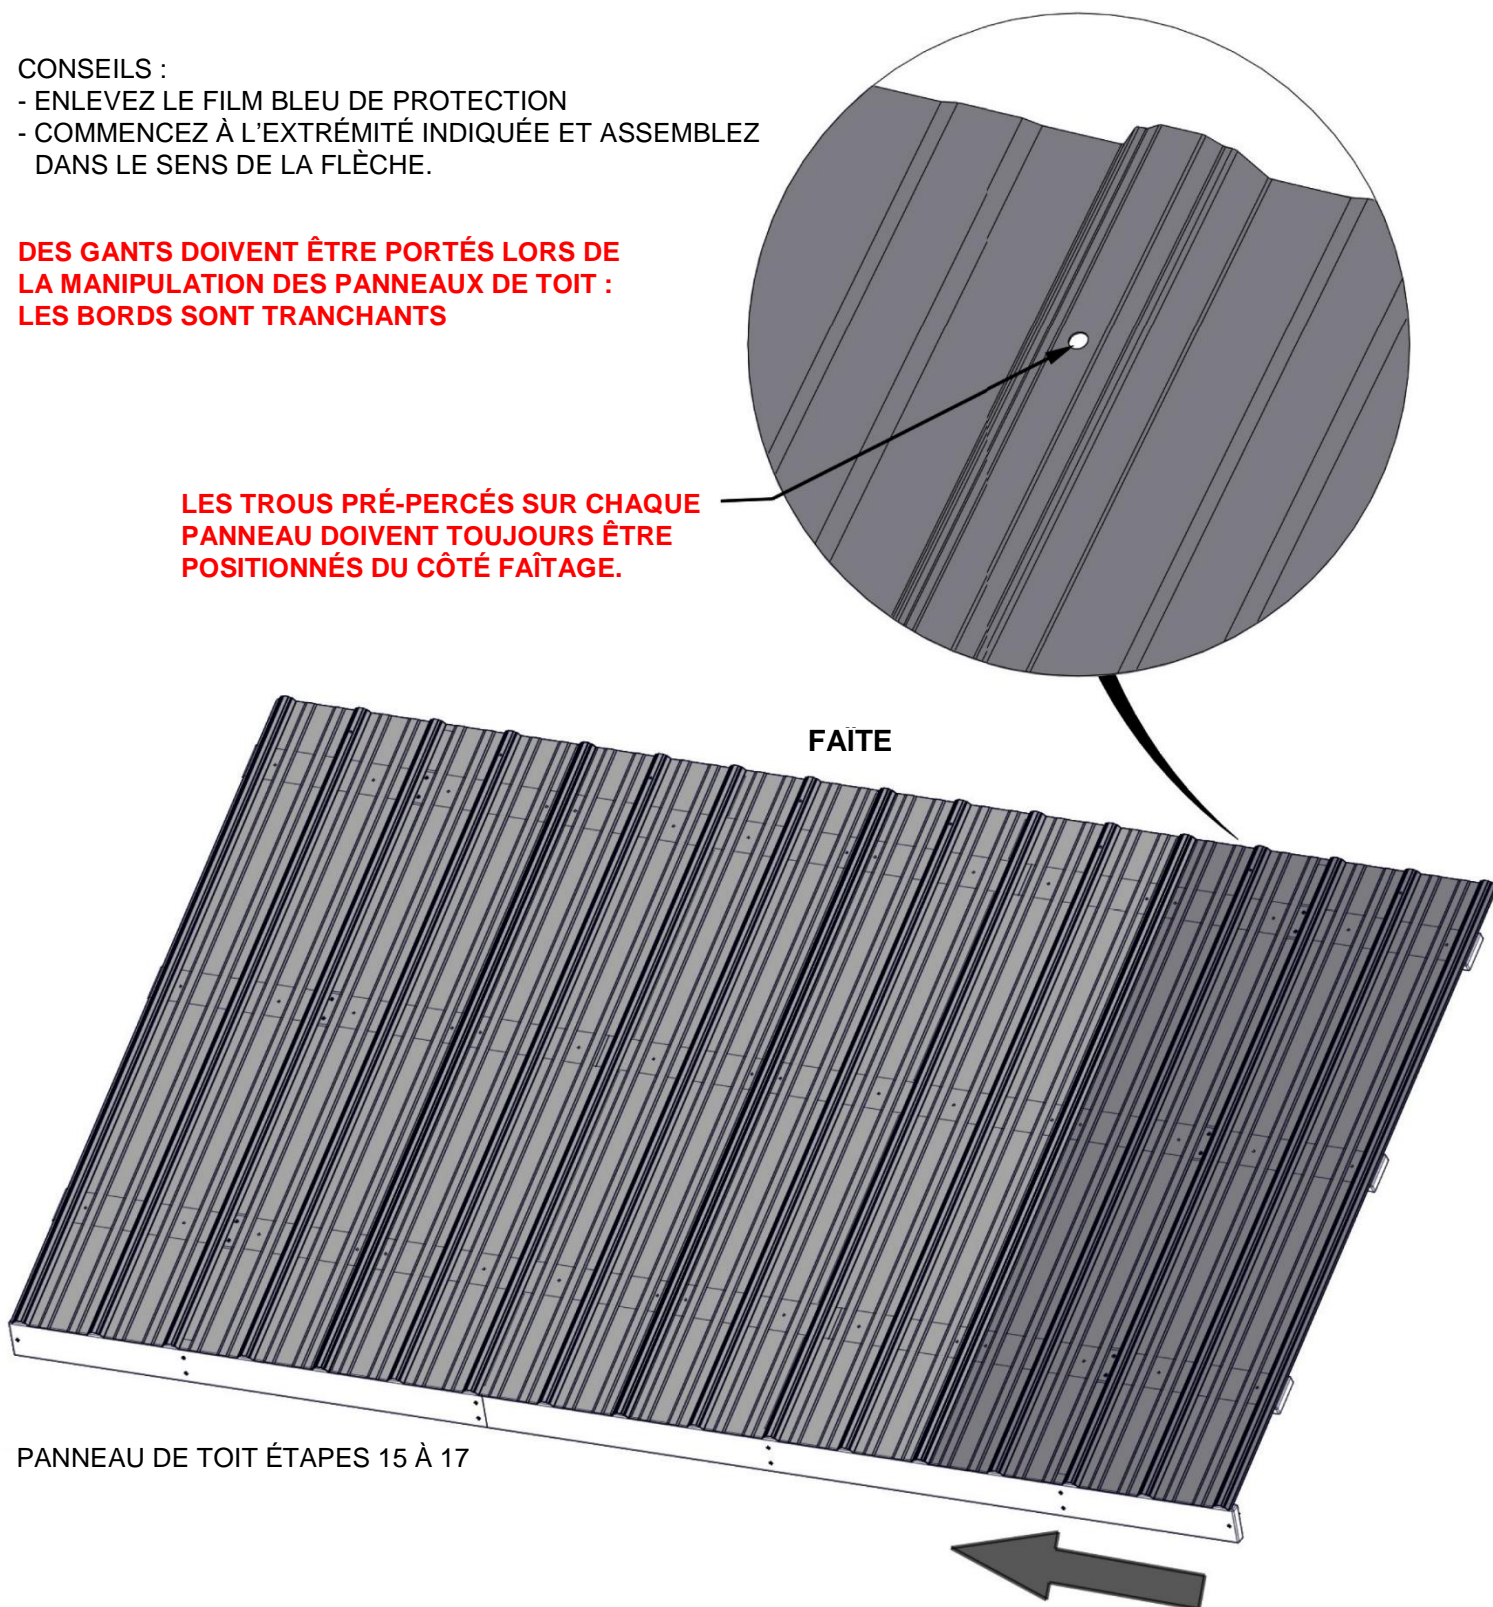 CONSEILS :
- ENLEVEZ LE FILM BLEU DE PROTECTION
- COMMENCEZ À L'EXTRÉMITÉ INDIQUÉE ET ASSEMBLEZ
DANS LE SENS DE LA FLÈCHE.
DES GANTS DOIVENT ÊTRE PORTÉS LORS DE
LA MANIPULATION DES PANNEAUX DE TOIT :
LES BORDS SONT TRANCHANTS
LES TROUS PRÉ-PERCÉS SUR CHAQUE
PANNEAU DOIVENT TOUJOURS ÊTRE
POSITIONNÉS DU CÔTÉ FAÎTAGE.
FAÎTE
PANNEAU DE TOIT ÉTAPES 15 À 17